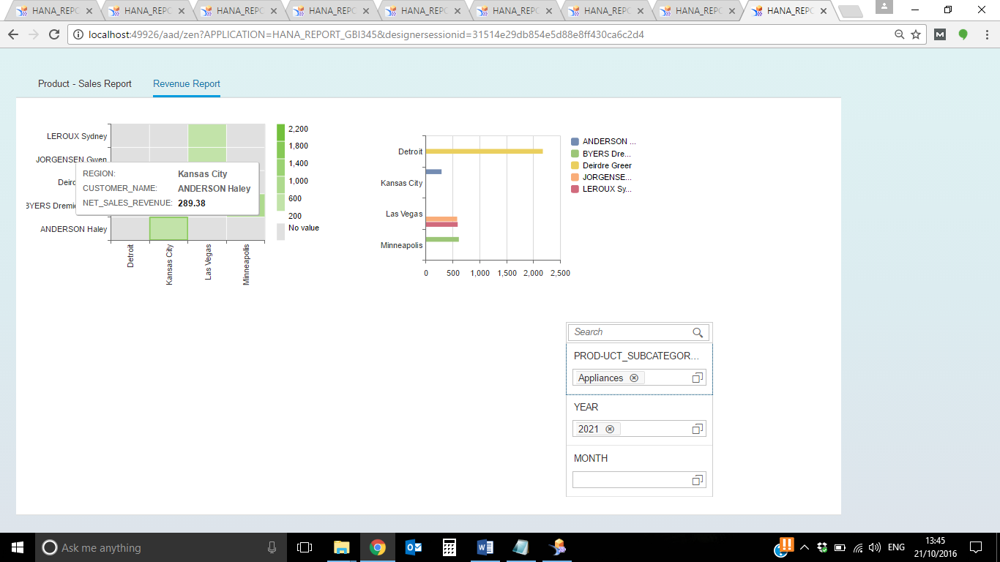 HANA_REPO HANA_REPO HANA_REPO HANA_REPO HANA_REPO HANA_REPO HANA_REPO HANA_REPO HANA_REPO
localhost:49926/aad/zen?APPLICATION=HANA_REPORT_GBI345&designersessionid=31514e29db854e5d88e8ff430ca6c2d4
Product - Sales Report Revenue Report
LEROUX Sydney
JORGENSEN Gwen
Deirc
BYERS Dremie
ANDERSON Haley
REGION: Kansas City
CUSTOMER_NAME: ANDERSON Haley
NET_SALES_REVENUE: 289.38
Detroit
Kansas City
Las Vegas
Minneapolis
2,200
1,800
1,400
1,000
600
200
No value
Detroit
Kansas City
Las Vegas
Minneapolis
0 500 1,000 1,500 2,000 2,500
ANDERSON ...
BYERS Dre...
Deirdre Greer
JORGENSE...
LEROUX Sy...
Search
PROD-UCT_SUBCATEGOR...
Appliances
YEAR
2021
MONTH
Ask me anything
ENG
13:45
21/10/2016